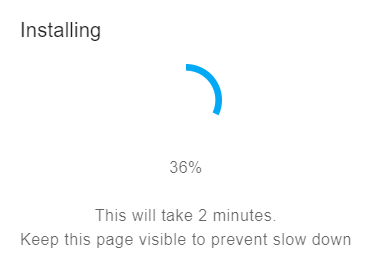 Installing
36%
This will take 2 minutes.
Keep this page visible to prevent slow down